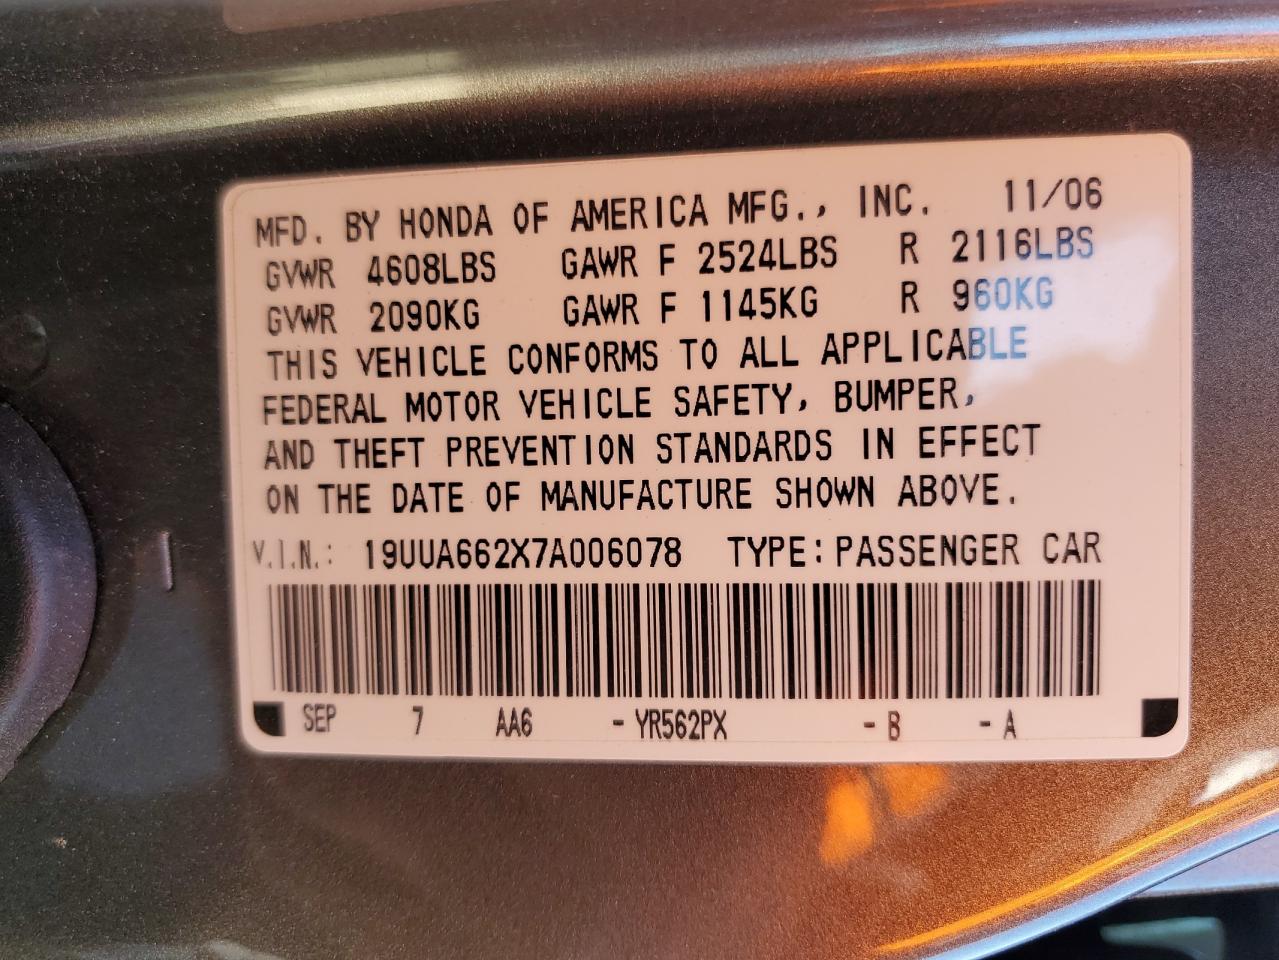 MFD. BY HONDA OF AMERICA MFG., INC. 11/06
GVWR 4608LBS GAWR F 2524LBS R 2116LBS
GVWR 2090KG GAWR F 1145KG R 960KG
THIS VEHICLE CONFORMS TO ALL APPLICABLE
FEDERAL MOTOR VEHICLE SAFETY, BUMPER,
AND THEFT PREVENTION STANDARDS IN EFFECT
ON THE DATE OF MANUFACTURE SHOWN ABOVE.
V.I.N.: 19UUA662X7A006078 TYPE: PASSENGER CAR
SEP 7 AA6 - YR562PX - B - A